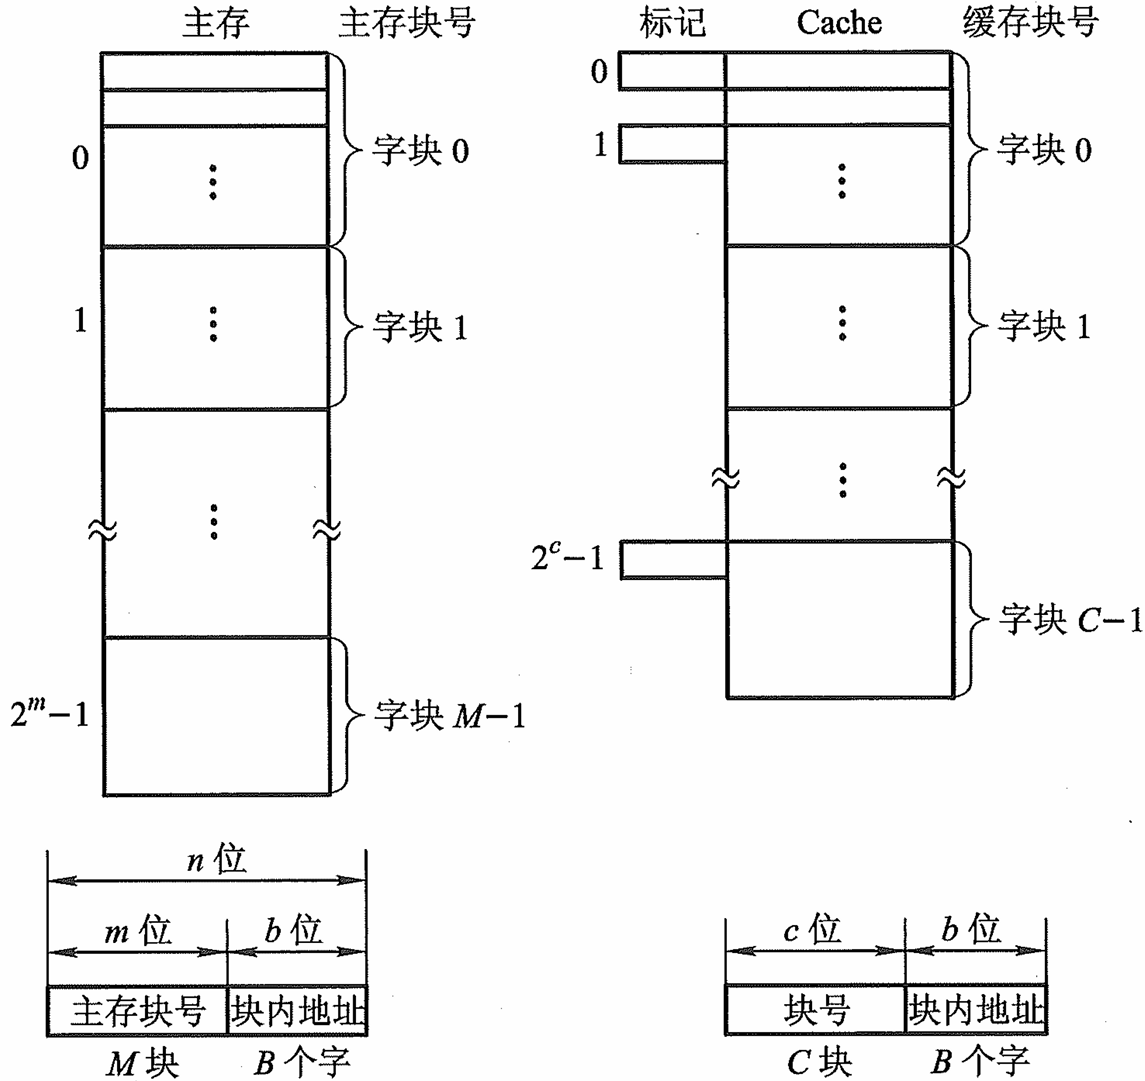 主存 主存块号 标记 Cache 缓存块号
0
字块 0
1
字块 1
2^m−1
字块 M−1
0
1
字块 0
字块 1
2^c−1
字块 C−1
n 位
m 位 b 位
主存块号 块内地址
M 块 B 个字
c 位 b 位
块号 块内地址
C 块 B 个字